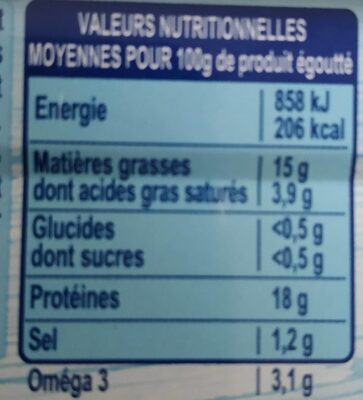 VALEURS NUTRITIONNELLES
MOYENNES POUR 100g de produit égoutté
Energie 858 kJ
206 kcal
Matières grasses 15 g
dont acides gras saturés 3,9 g
Glucides <0,5 g
dont sucres <0,5 g
Protéines 18 g
Sel 1,2 g
Oméga 3 3,1 g